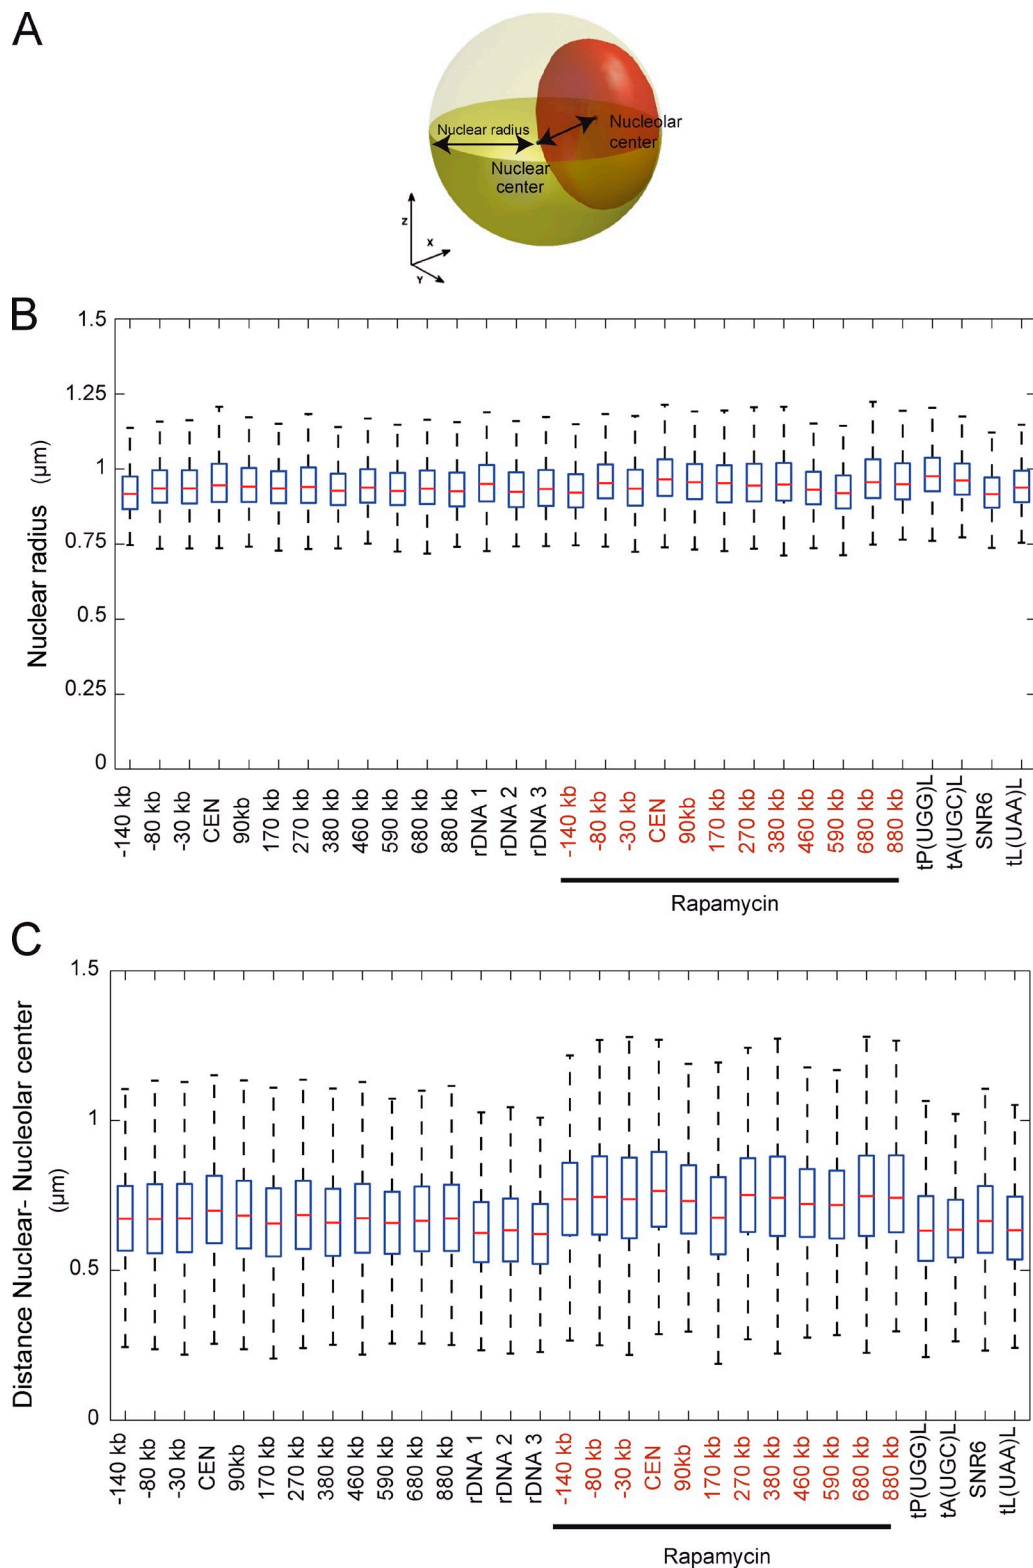 A
Nuclear radius
Nucleolar
center
Nuclear
center
Z
X
Y
B
Nuclear radius (μm)
1.5
1.25
1
0.75
0.5
0.25
0
-140 kb
-80 kb
-30 kb
CEN
90kb
170 kb
270 kb
380 kb
460 kb
590 kb
680 kb
880 kb
rDNA 1
rDNA 2
rDNA 3
-140 kb
-80 kb
-30 kb
CEN
90kb
170 kb
270 kb
380 kb
460 kb
590 kb
680 kb
880 kb
tP(UGG)L
tA(UGC)L
SNR6
tL(UAA)L
Rapamycin
C
Distance Nuclear- Nucleolar center
(μm)
1.5
1
0.5
0
-140 kb
-80 kb
-30 kb
CEN
90kb
170 kb
270 kb
380 kb
460 kb
590 kb
680 kb
880 kb
rDNA 1
rDNA 2
rDNA 3
-140 kb
-80 kb
-30 kb
CEN
90kb
170 kb
270 kb
380 kb
460 kb
590 kb
680 kb
880 kb
tP(UGG)L
tA(UGC)L
SNR6
tL(UAA)L
Rapamycin